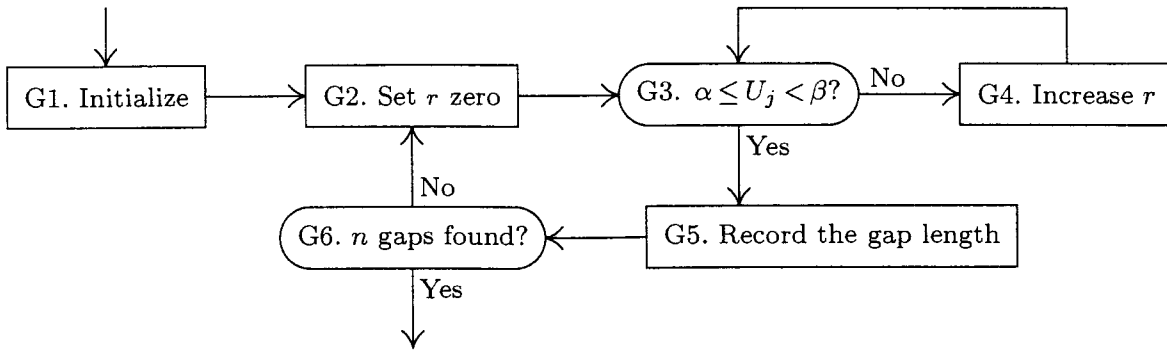 G1. Initialize
G2. Set r zero
G3. α ≤ U_j < β?
No
G4. Increase r
Yes
No
G6. n gaps found?
G5. Record the gap length
Yes